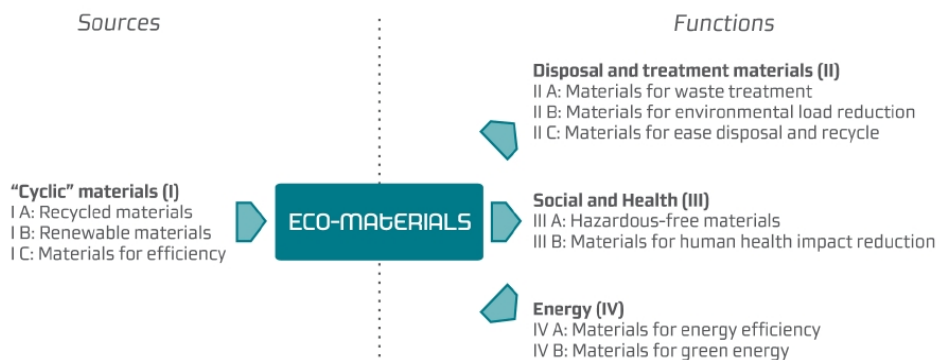 Sources
Functions
Disposal and treatment materials (II)
II A: Materials for waste treatment
II B: Materials for environmental load reduction
II C: Materials for ease disposal and recycle
“Cyclic” materials (I)
I A: Recycled materials
I B: Renewable materials
I C: Materials for efficiency
ECO-MATERIALS
Social and Health (III)
III A: Hazardous-free materials
III B: Materials for human health impact reduction
Energy (IV)
IV A: Materials for energy efficiency
IV B: Materials for green energy